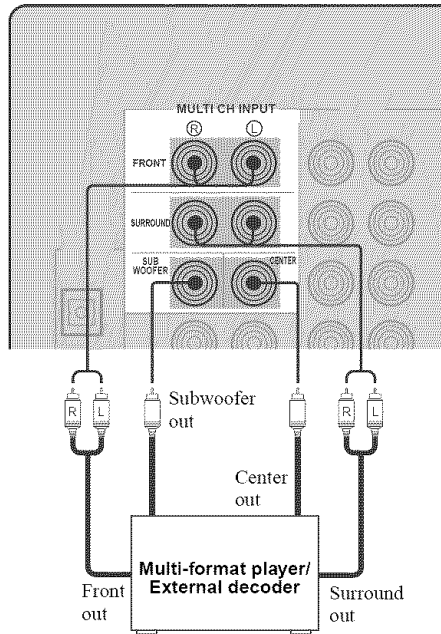 MULTI CH INPUT
R L
FRONT
SURROUND
SUB
WOOFER
CENTER
R L
R L
Subwoofer
out
Center
out
Multi-format player/
External decoder
Front
out
Surround
out